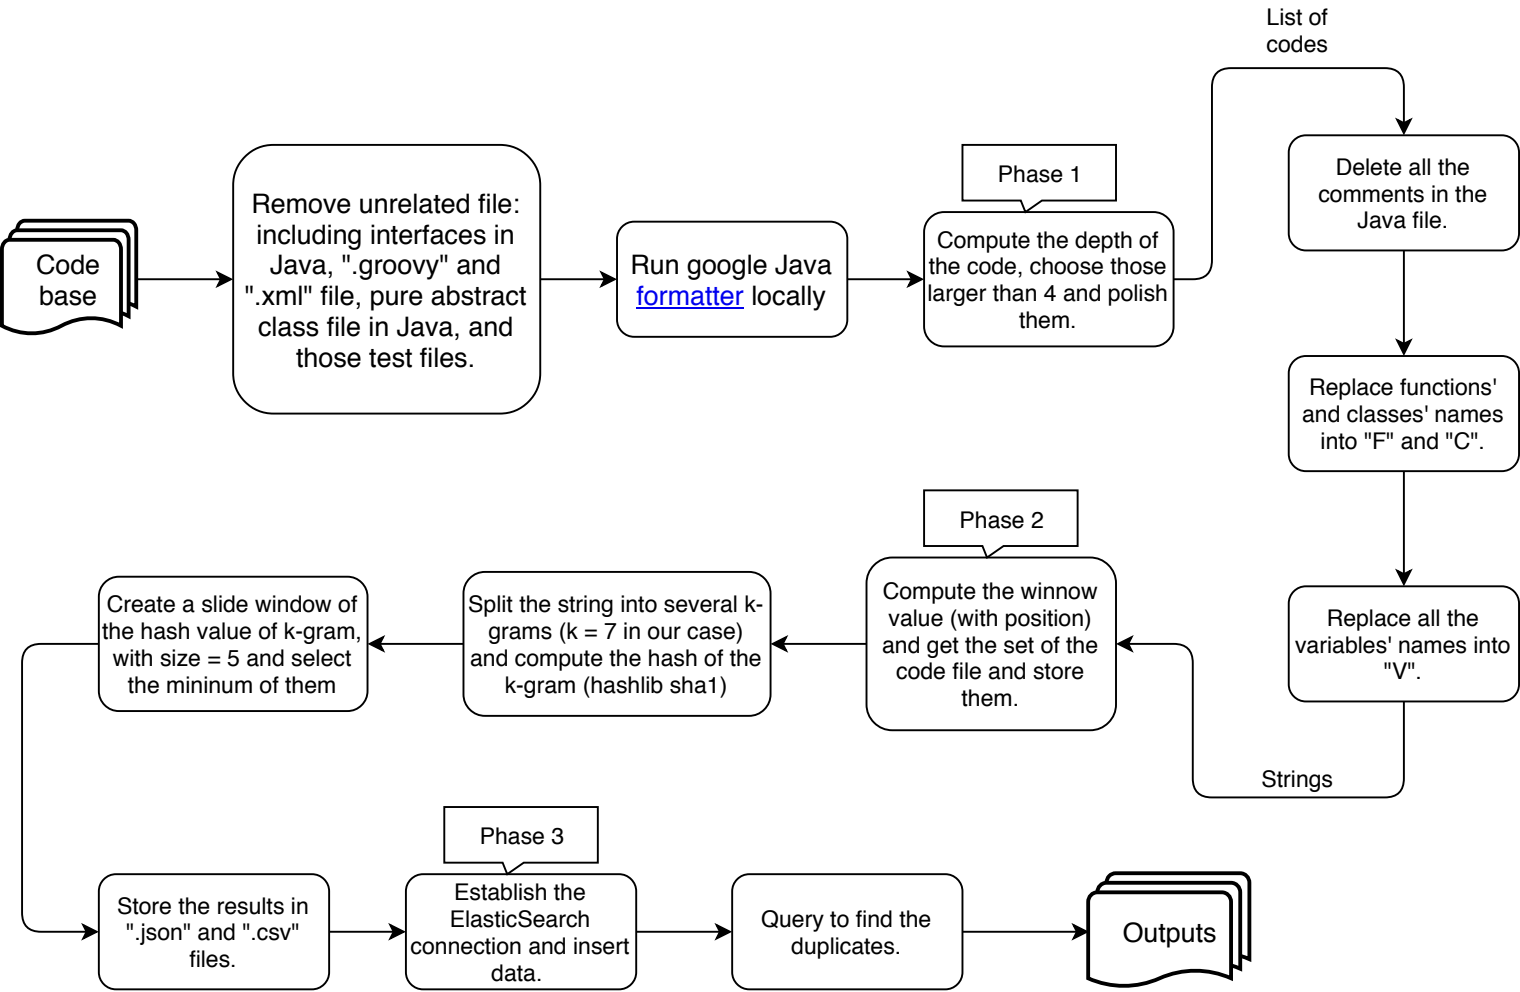 List of
codes
Code
base
Remove unrelated file:
including interfaces in
Java, ".groovy" and
".xml" file, pure abstract
class file in Java, and
those test files.
Run google Java
formatter locally
Phase 1
Compute the depth of
the code, choose those
larger than 4 and polish
them.
Delete all the
comments in the
Java file.
Replace functions'
and classes' names
into "F" and "C".
Replace all the
variables' names into
"V".
Strings
Phase 2
Compute the winnow
value (with position)
and get the set of the
code file and store
them.
Split the string into several k-
grams (k = 7 in our case)
and compute the hash of the
k-gram (hashlib sha1)
Create a slide window of
the hash value of k-gram,
with size = 5 and select
the mininum of them
Store the results in
".json" and ".csv"
files.
Phase 3
Establish the
ElasticSearch
connection and insert
data.
Query to find the
duplicates.
Outputs